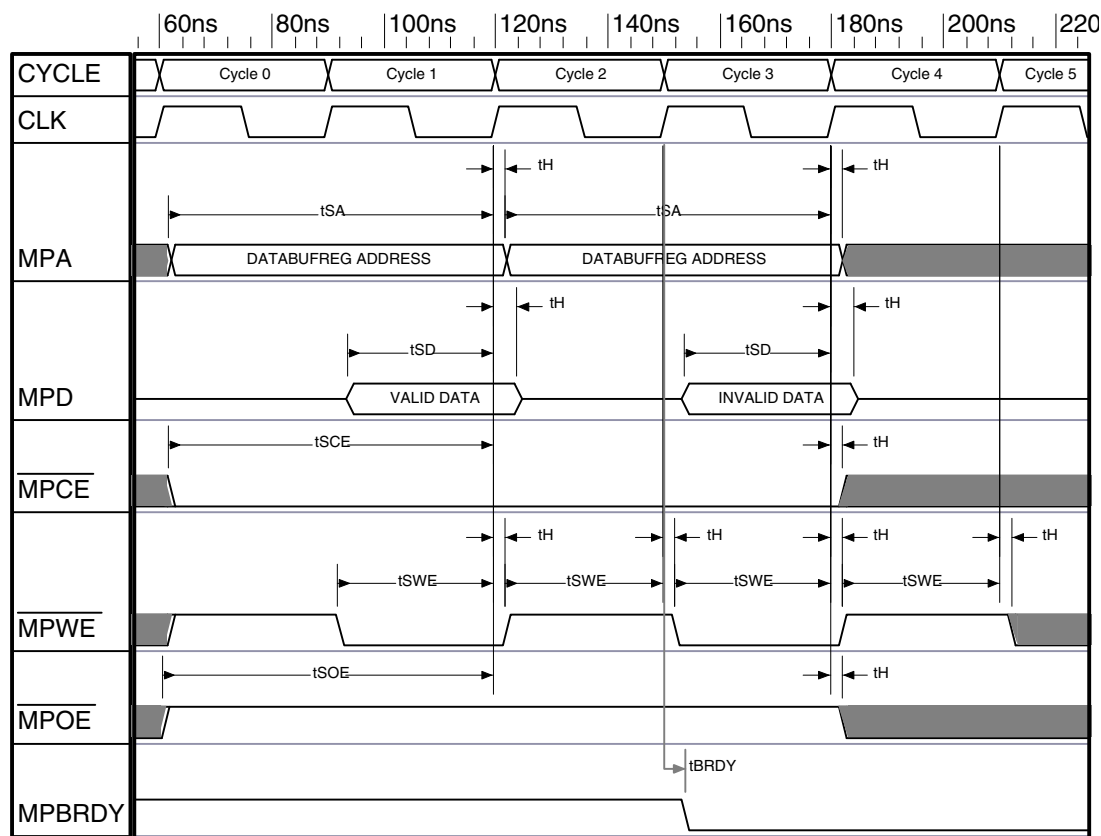 60ns 80ns 100ns 120ns 140ns 160ns 180ns 200ns 220
CYCLE Cycle 0 Cycle 1 Cycle 2 Cycle 3 Cycle 4 Cycle 5
CLK
tH tH
tSA tSA
MPA DATABUFREG ADDRESS DATABUFREG ADDRESS
tH tH
tSD tSD
MPD VALID DATA INVALID DATA
tSCE tH
MPCE
tH tH tH tH
tSWE tSWE tSWE tSWE
MPWE
tSOE tH
MPOE
tBRDY
MPBRDY